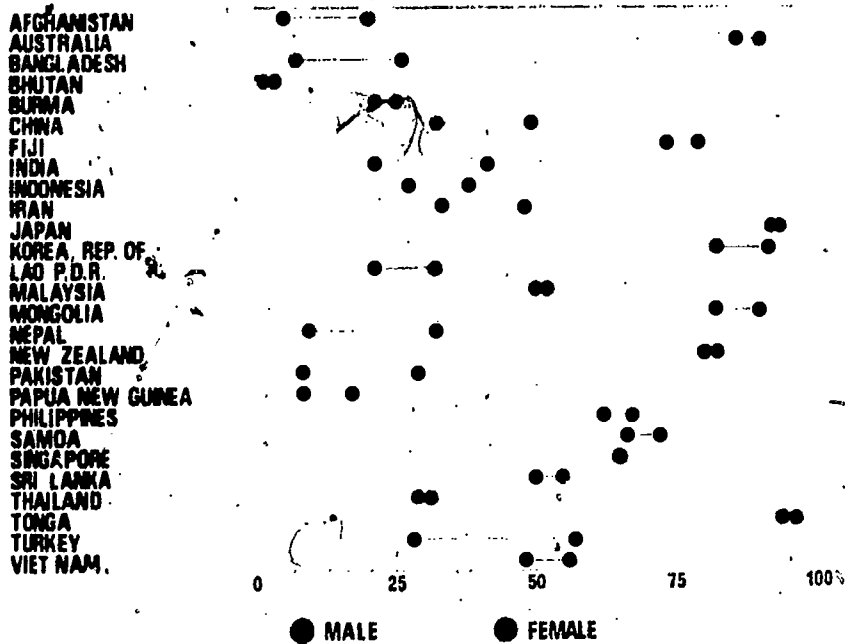 AFGHANISTAN
AUSTRALIA
BANGLADESH
BHUTAN
BURMA
CHINA
FIJI
INDIA
INDONESIA
IRAN
JAPAN
KOREA, REP. OF
LAO P.D.R.
MALAYSIA
MONGOLIA
NEPAL
NEW ZEALAND
PAKISTAN
PAPUA NEW GUINEA
PHILIPPINES
SAMOA
SINGAPORE
SRI LANKA
THAILAND
TONGA
TURKEY
VIET NAM.
0 25 50 75 100%
MALE FEMALE